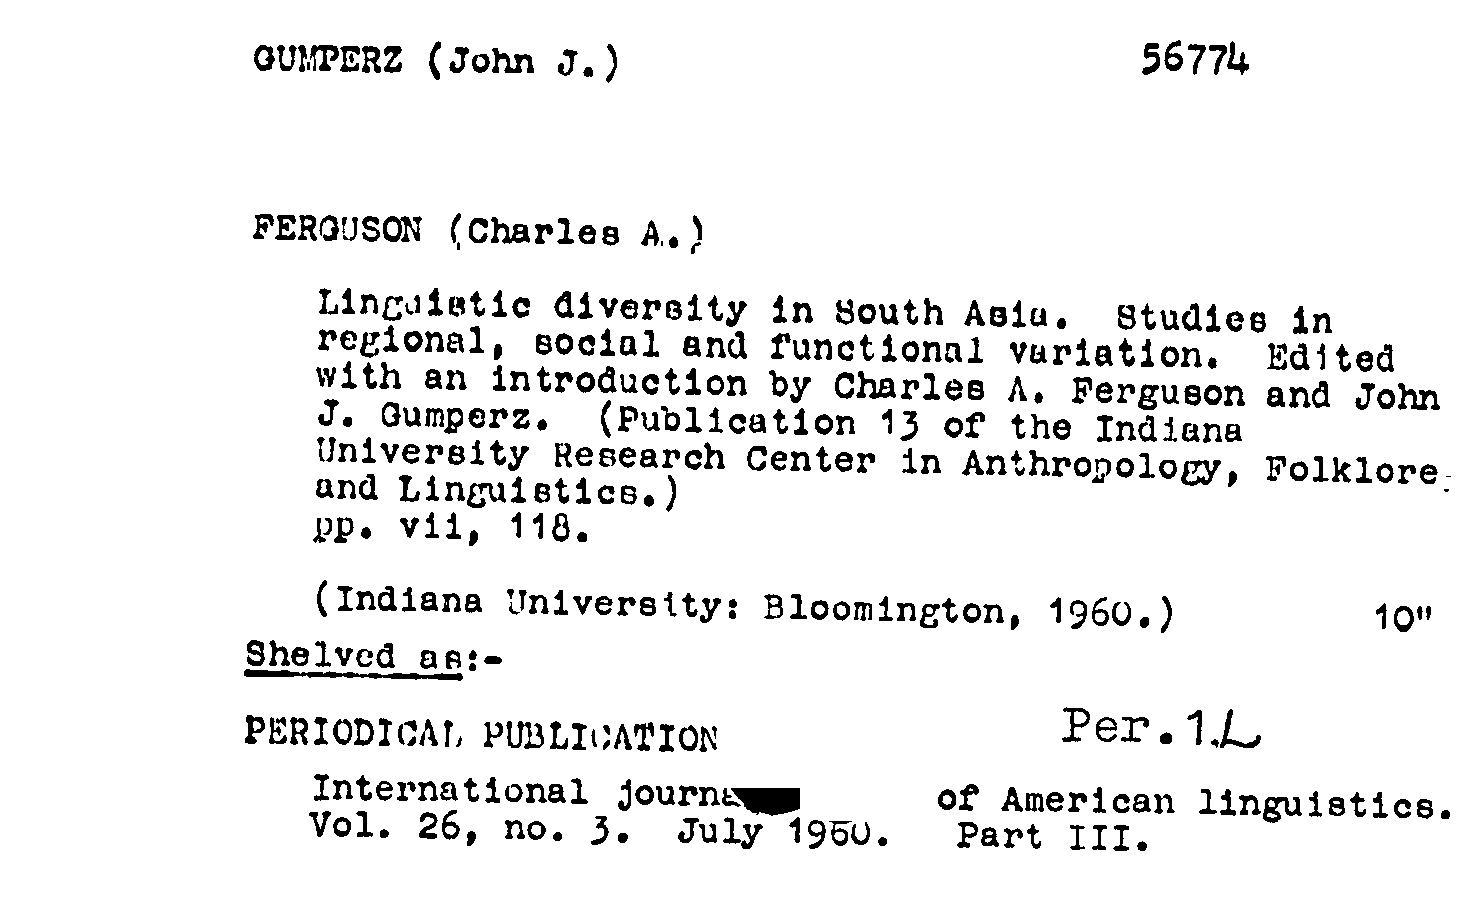 GUMPERZ (John J.) 56774
FERGUSON (Charles A.)
Linguistic diversity in South Asia. Studies in
regional, social and functional variation. Edited
with an introduction by Charles A. Ferguson and John
J. Gumperz. (Publication 13 of the Indiana
University Research Center in Anthropology, Folklore
and Linguistics.)
pp. vii, 118.
(Indiana University: Bloomington, 1960.) 10"
Shelved as:-
PERIODICAL PUBLICATION Per.1.L
International journa of American linguistics.
Vol. 26, no. 3. July 1960. Part III.